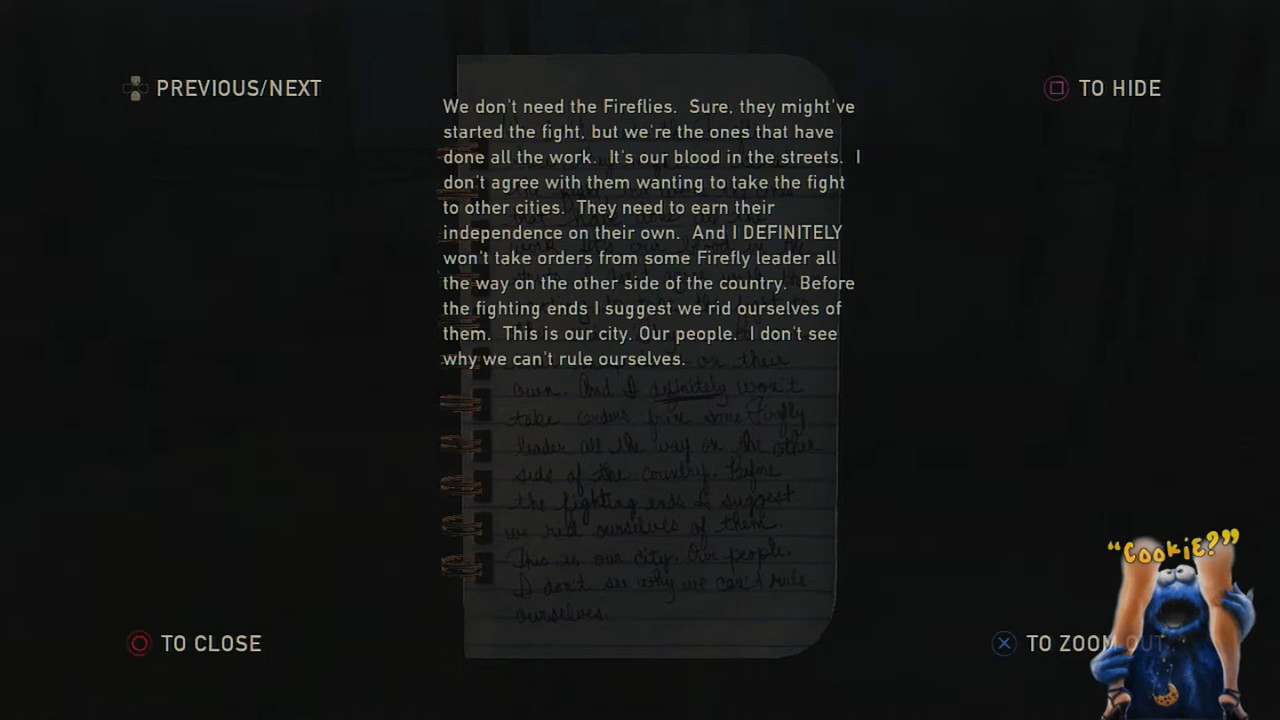 PREVIOUS/NEXT
TO HIDE
We don't need the Fireflies.  Sure, they might've
started the fight, but we're the ones that have
done all the work.  It's our blood in the streets.  I
don't agree with them wanting to take the fight
to other cities.  They need to earn their
independence on their own.  And I DEFINITELY
won't take orders from some Firefly leader all
the way on the other side of the country.  Before
the fighting ends I suggest we rid ourselves of
them.  This is our city. Our people.  I don't see
why we can't rule ourselves.
on their
own. And I definitely won't
take orders from some Firefly
leader all the way on the other
side of the country. Before
the fighting ends I suggest
we rid ourselves of them.
This is our city. Our people.
I don't see why we can't rule
ourselves.
"COOKiE?"
TO CLOSE
TO ZOOM OUT